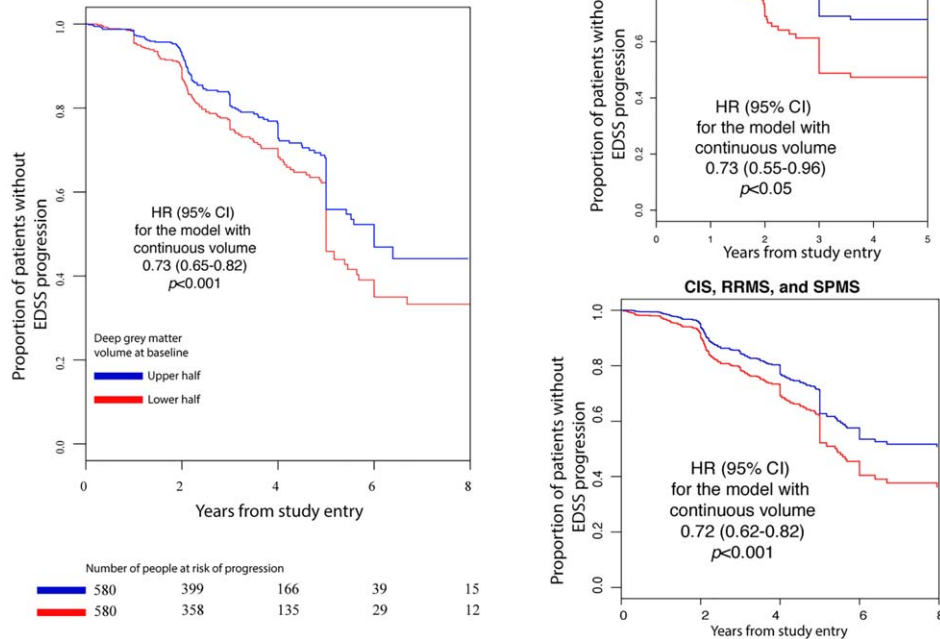 1.0
0.8
0.6
0.4
0.2
0.0
Proportion of patients without
EDSS progression
HR (95% CI)
for the model with
continuous volume
0.73 (0.65-0.82)
p<0.001
Deep grey matter
volume at baseline
Upper half
Lower half
0 2 4 6 8
Years from study entry
Number of people at risk of progression
580 399 166 39 15
580 358 135 29 12
0.6
0.4
0.2
0.0
Proportion of patients witho
EDSS progression
HR (95% CI)
for the model with
continuous volume
0.73 (0.55-0.96)
p<0.05
0 1 2 3 4 5
Years from study entry
CIS, RRMS, and SPMS
1.0
0.8
0.6
0.4
0.2
0.0
Proportion of patients without
EDSS progression
HR (95% CI)
for the model with
continuous volume
0.72 (0.62-0.82)
p<0.001
0 2 4 6 8
Years from study entry